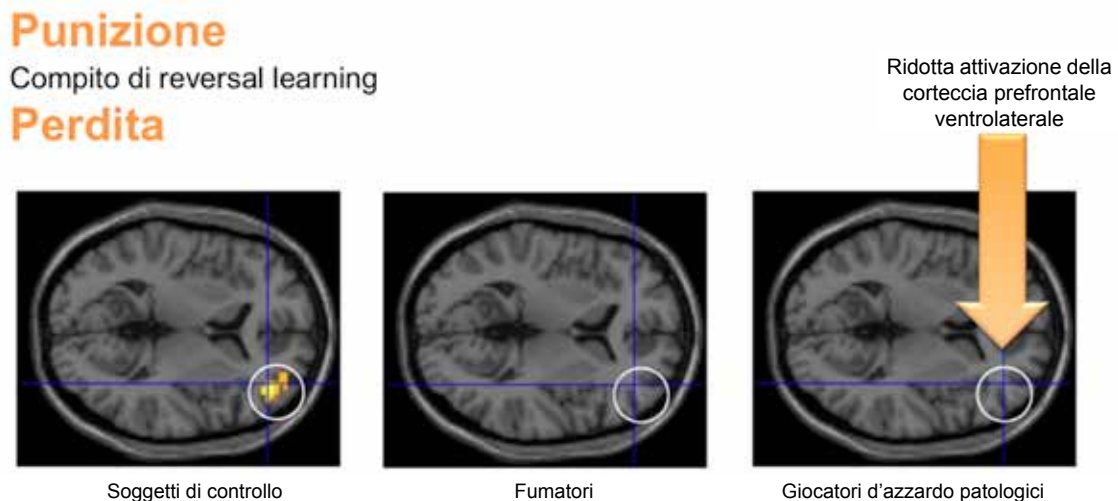 Punizione
Compito di reversal learning
Perdita
Ridotta attivazione della
corteccia prefrontale
ventrolaterale
Soggetti di controllo
Fumatori
Giocatori d'azzardo patologici